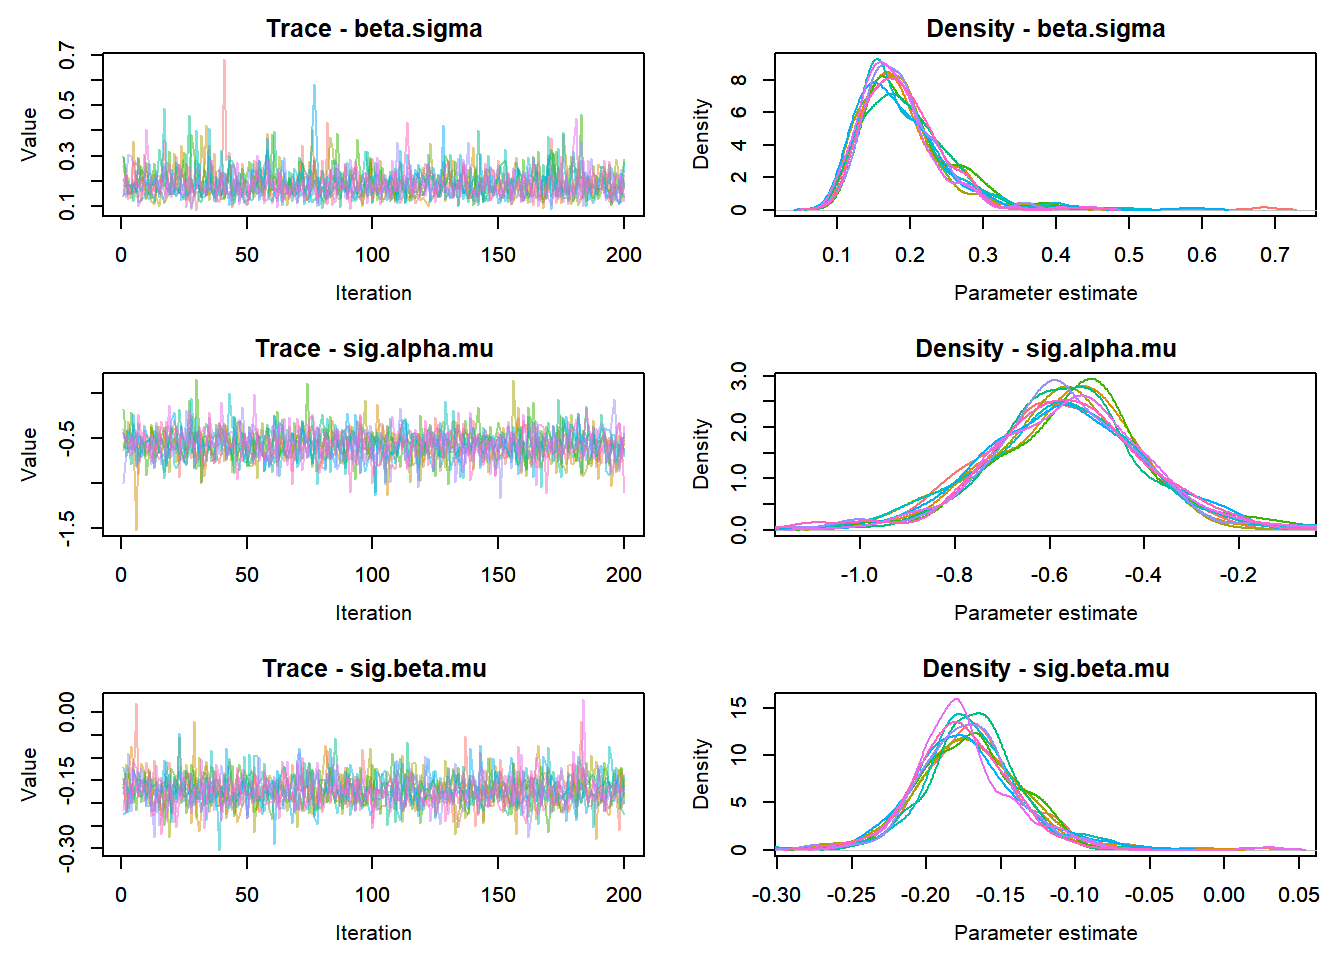 Trace - beta.sigma
Density - beta.sigma
Value
0.1 0.3 0.5 0.7
0 50 100 150 200
Iteration
Density
0 2 4 6 8
0.1 0.2 0.3 0.4 0.5 0.6 0.7
Parameter estimate
Trace - sig.alpha.mu
Density - sig.alpha.mu
Value
-1.5 -0.5
0 50 100 150 200
Iteration
Density
0.0 1.0 2.0 3.0
-1.0 -0.8 -0.6 -0.4 -0.2
Parameter estimate
Trace - sig.beta.mu
Density - sig.beta.mu
Value
-0.30 -0.15 0.00
0 50 100 150 200
Iteration
Density
0 5 10 15
-0.30 -0.25 -0.20 -0.15 -0.10 -0.05 0.00 0.05
Parameter estimate